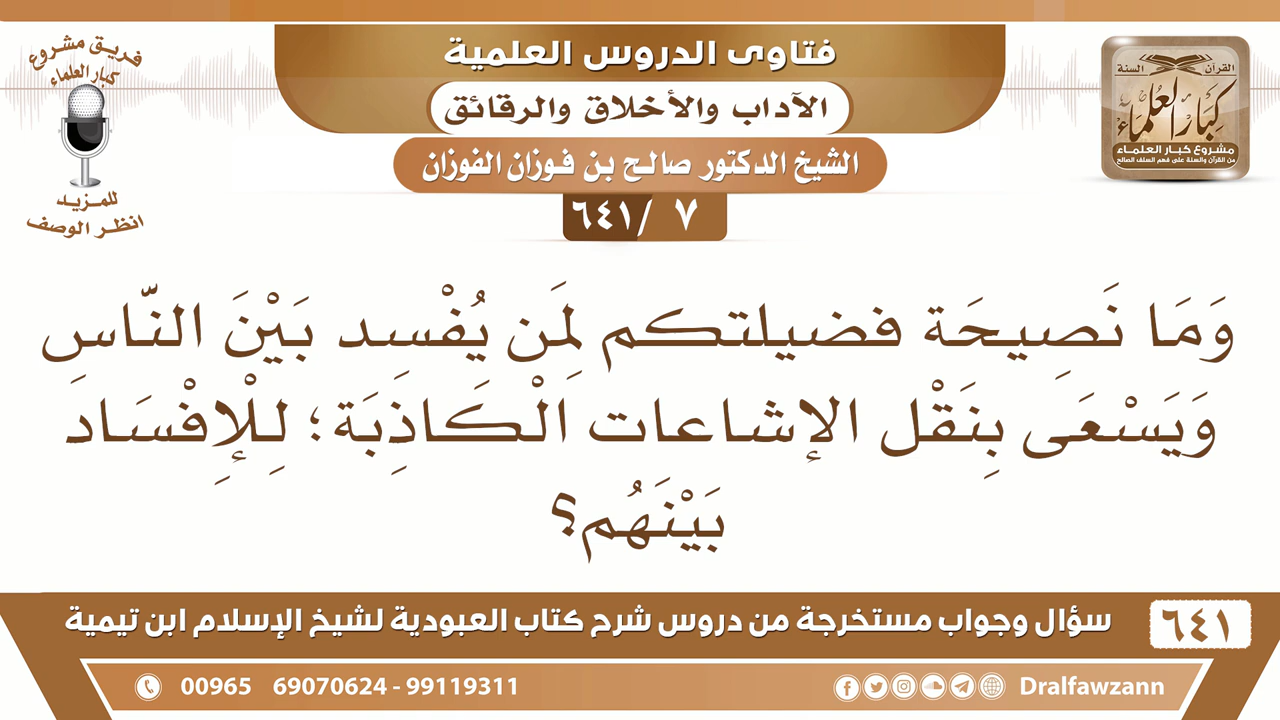 فتاوى الدروس العلمية
الآداب والأخلاق والرقائق
الشيخ الدكتور صالح بن فوزان الفوزان
٧ /٦٤١
فريق مشروع
كبار العلماء
للمزيد
انظر الوصف
القرآن السنة
كبار العلماء
مشروع كبار العلماء
من القرآن والسنة على فهم السلف الصالح
وَمَا نَصِيحَة فضيلتكم لِمَن يُفْسِد بَيْنَ النَّاسِ
وَيَسْعَى بِنَقْل الإشاعات الْكَاذِبَة؛ لِلْإِفْسَاد
بَيْنَهُم؟
٦٤١ سؤال وجواب مستخرجة من دروس شرح كتاب العبودية لشيخ الإسلام ابن تيمية
00965 69070624 - 99119311
Dralfawzann